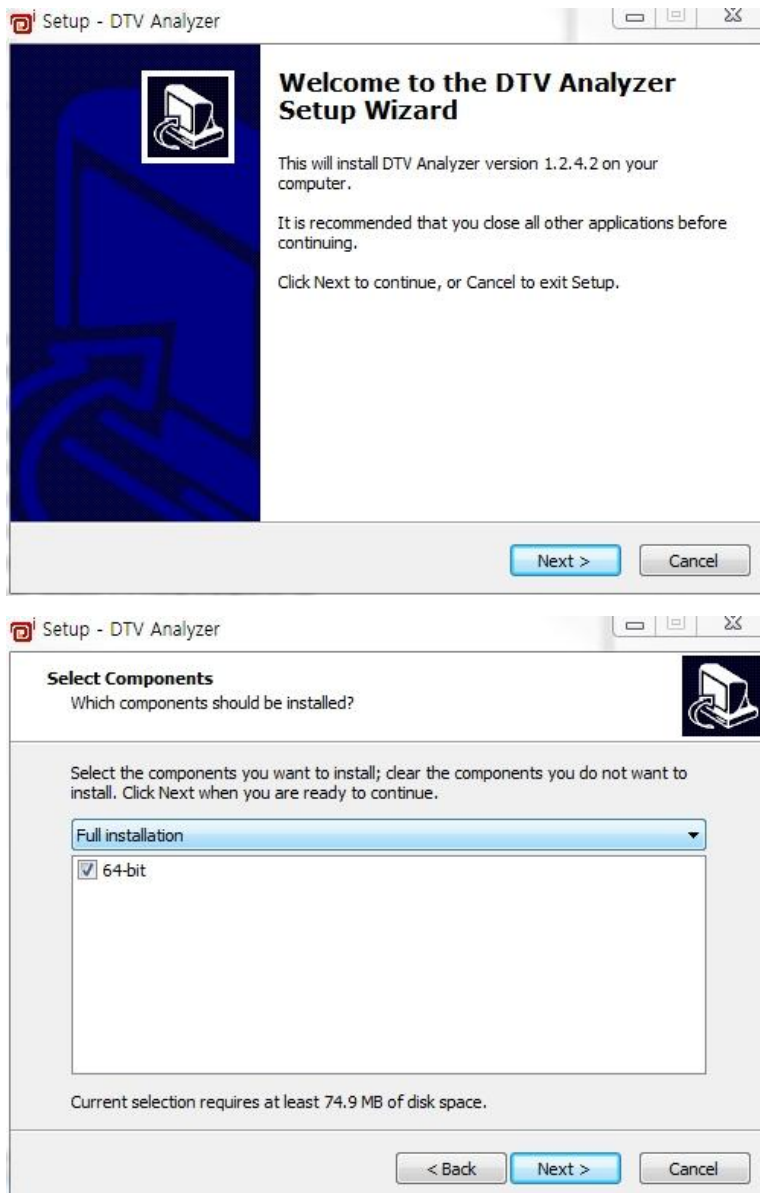 Setup - DTV Analyzer
Welcome to the DTV Analyzer
Setup Wizard
This will install DTV Analyzer version 1.2.4.2 on your
computer.
It is recommended that you close all other applications before
continuing.
Click Next to continue, or Cancel to exit Setup.
Next >
Cancel
Setup - DTV Analyzer
Select Components
Which components should be installed?
Select the components you want to install; clear the components you do not want to
install. Click Next when you are ready to continue.
Full installation
64-bit
Current selection requires at least 74.9 MB of disk space.
< Back
Next >
Cancel